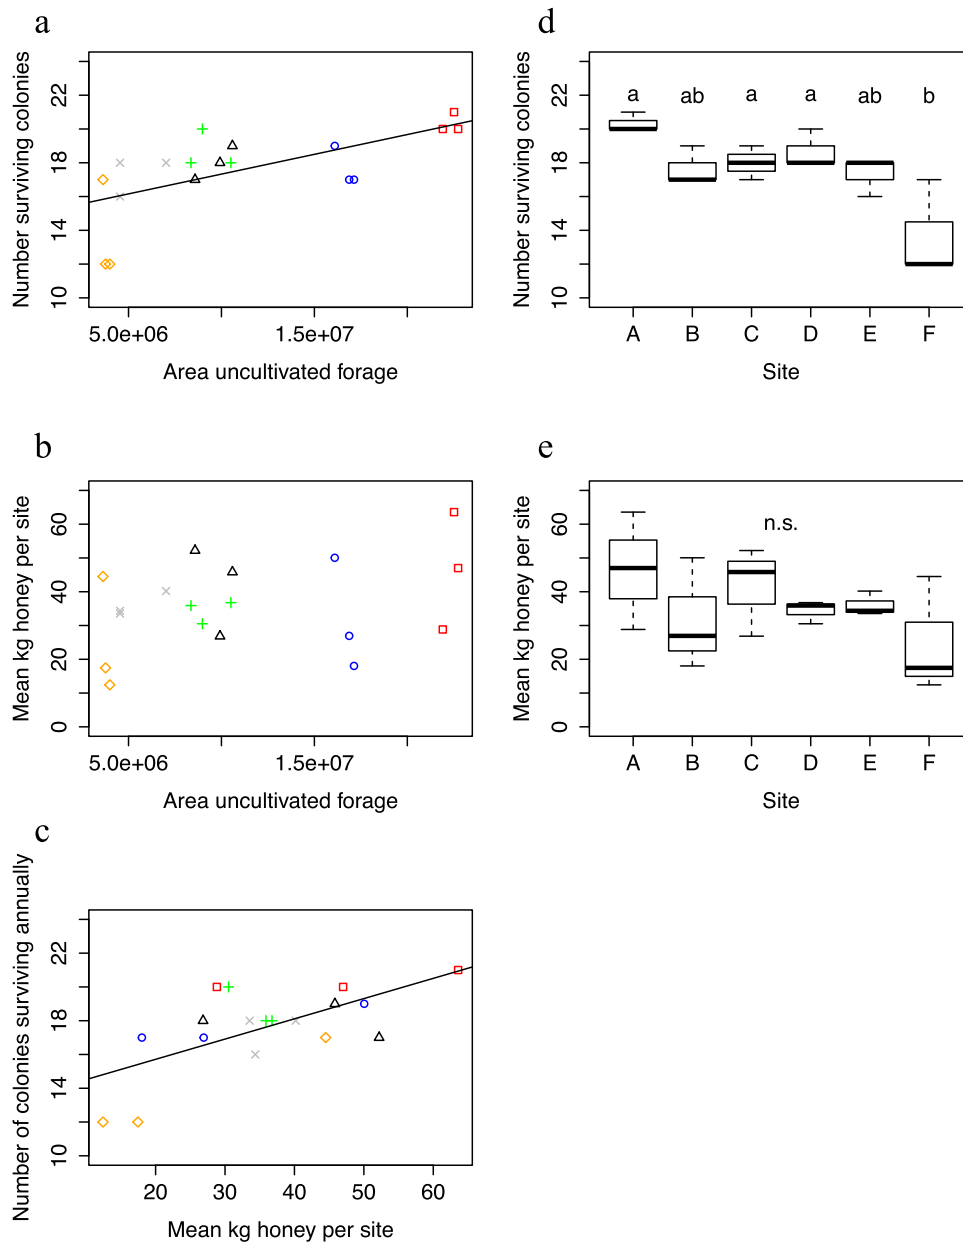 a
Number surviving colonies
10
14
18
22
5.0e+06
1.5e+07
Area uncultivated forage
d
Number surviving colonies
10
14
18
22
a
ab
a
a
ab
b
A
B
C
D
E
F
Site
b
Mean kg honey per site
0
20
40
60
5.0e+06
1.5e+07
Area uncultivated forage
e
Mean kg honey per site
0
20
40
60
n.s.
A
B
C
D
E
F
Site
c
Number of colonies surviving annually
10
14
18
22
20
30
40
50
60
Mean kg honey per site